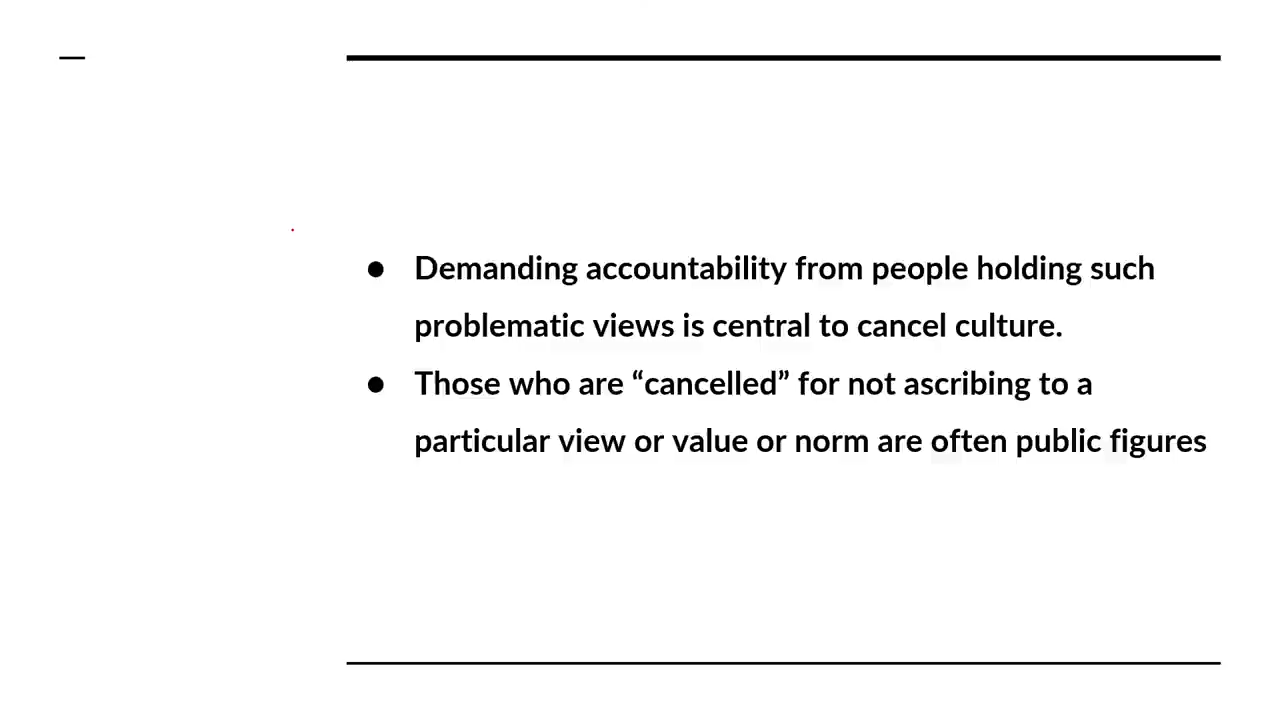 ● Demanding accountability from people holding such
problematic views is central to cancel culture.
● Those who are “cancelled” for not ascribing to a
particular view or value or norm are often public figures